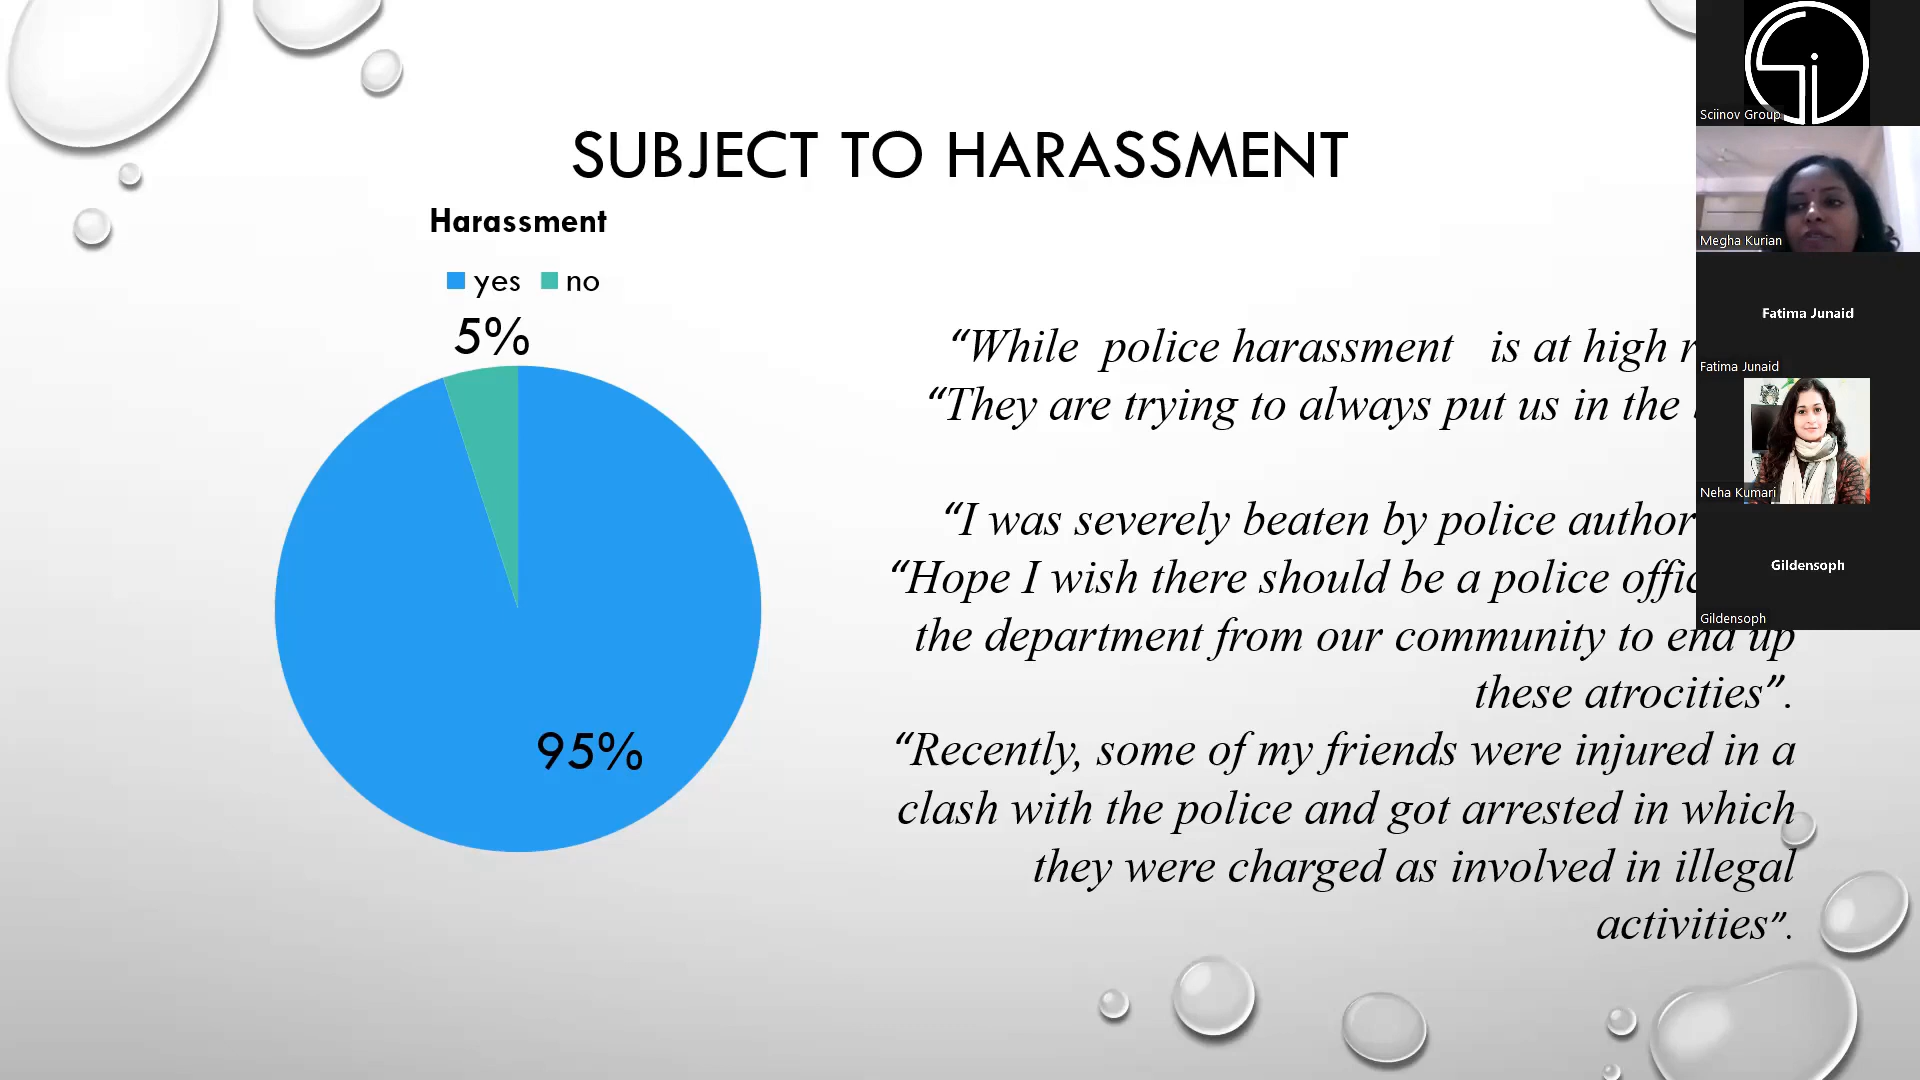 SUBJECT TO HARASSMENT
Harassment
yes no
5%
95%
“While police harassment is at high
“They are trying to always put us in the
“I was severely beaten by police
“Hope I wish there should be a police
the department from our community to end up
these atrocities”.
“Recently, some of my friends were injured in a
clash with the police and got arrested in which
they were charged as involved in illegal
activities”.
Sciinov Group
Megha Kurian
Fatima Junaid
Fatima Junaid
Neha Kumari
Gildensoph
Gildensoph